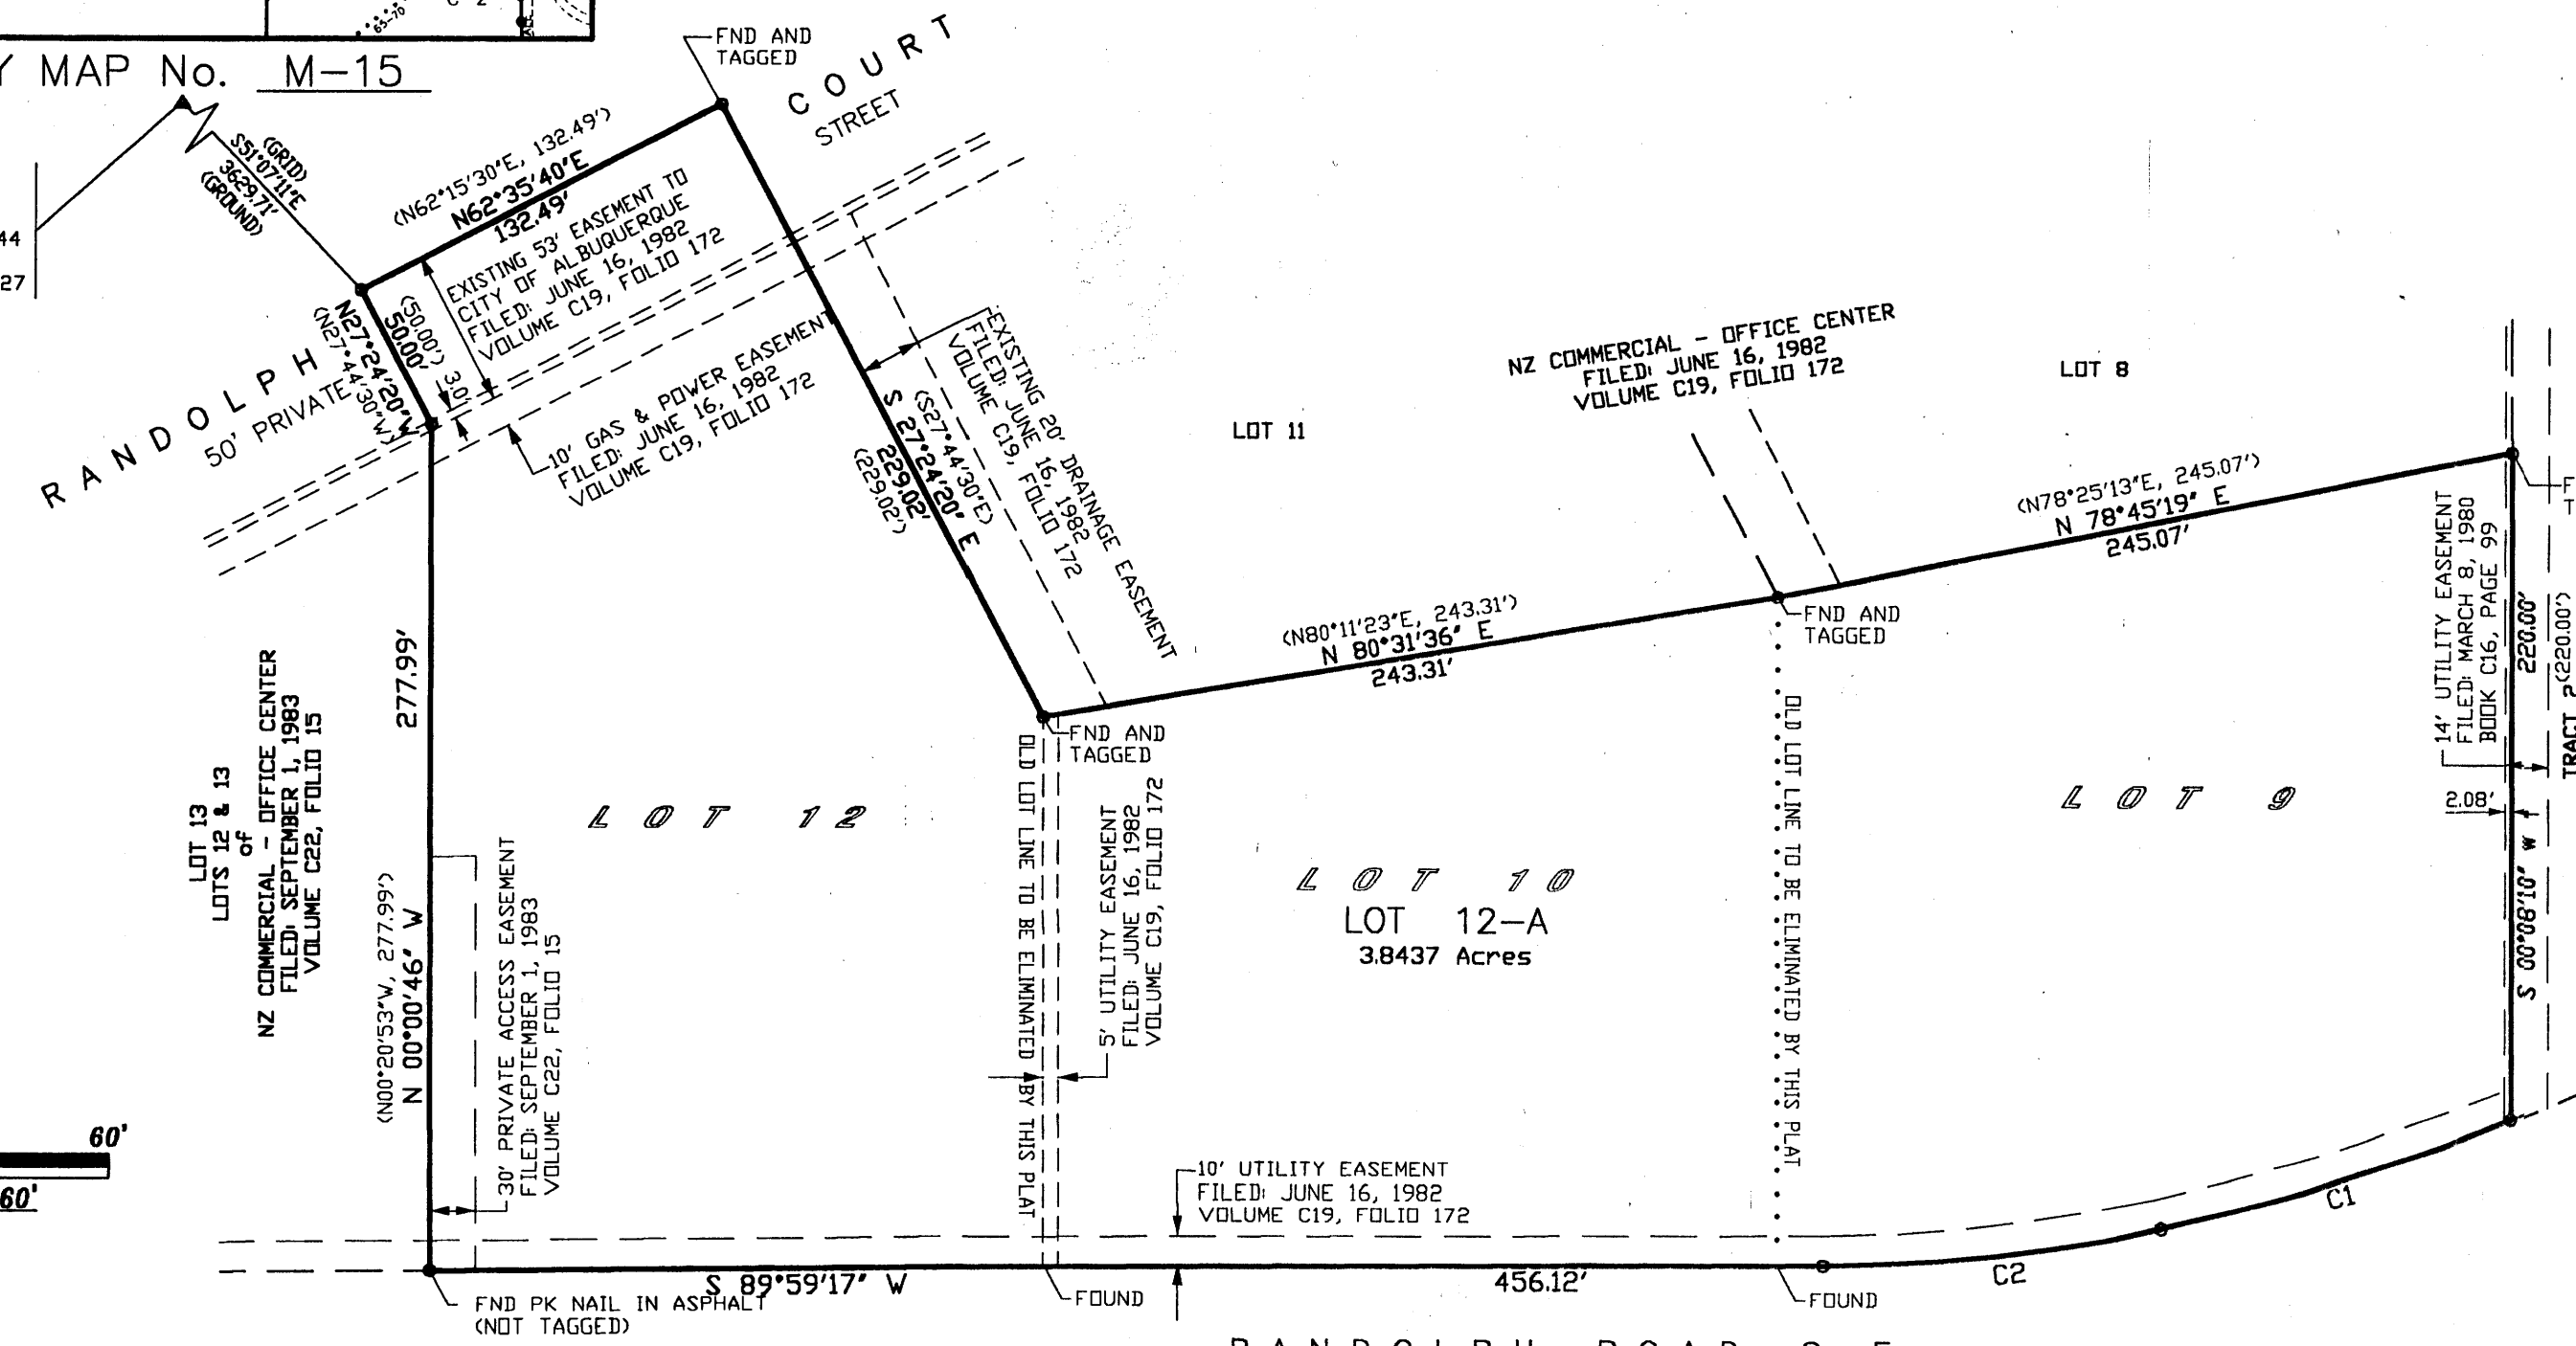 65-70
C-2
Y MAP No. M-15
FND AND
TAGGED
COURT
STREET
(GRID)
S51°07'11"E
3629.71'
(GROUND)
44
27
(N62°15'30"E, 132.49')
N62°35'40"E
132.49'
EXISTING 53' EASEMENT TO
CITY OF ALBUQUERQUE
FILED: JUNE 16, 1982
VOLUME C19, FOLIO 172
RANDOLPH
50' PRIVATE
(50.00')
50.00'
N27°24'20"W
(N27°44'30"W)
3.0'
10' GAS & POWER EASEMENT
FILED: JUNE 16, 1982
VOLUME C19, FOLIO 172
(S27°44'30"E)
S 27°24'20" E
229.02'
(229.02')
EXISTING 20' DRAINAGE EASEMENT
FILED: JUNE 16, 1982
VOLUME C19, FOLIO 172
LOT 11
NZ COMMERCIAL - OFFICE CENTER
FILED: JUNE 16, 1982
VOLUME C19, FOLIO 172
LOT 8
(N78°25'13"E, 245.07')
N 78°45'19" E
245.07'
(N80°11'23"E, 243.31')
N 80°31'36" E
243.31'
FND AND
TAGGED
F
T
14' UTILITY EASEMENT
FILED: MARCH 8, 1980
BOOK C16, PAGE 99
220.00'
(220.00')
TRACT 2
2.08'
S 00°08'10" W
277.99'
(N00°20'53"W, 277.99')
N 00°00'46" W
LOT 13
LOTS 12 & 13
of
NZ COMMERCIAL - OFFICE CENTER
FILED: SEPTEMBER 1, 1983
VOLUME C22, FOLIO 15
LOT 12
30' PRIVATE ACCESS EASEMENT
FILED: SEPTEMBER 1, 1983
VOLUME C22, FOLIO 15
FND AND
TAGGED
OLD LOT LINE TO BE ELIMINATED BY THIS PLAT
5' UTILITY EASEMENT
FILED: JUNE 16, 1982
VOLUME C19, FOLIO 172
LOT 10
LOT 12-A
3.8437 Acres
OLD LOT LINE TO BE ELIMINATED BY THIS PLAT
LOT 9
60'
60'
10' UTILITY EASEMENT
FILED: JUNE 16, 1982
VOLUME C19, FOLIO 172
C1
C2
S 89°59'17" W
456.12'
FND PK NAIL IN ASPHALT
(NOT TAGGED)
FOUND
FOUND
RANDOLPH ROAD S E